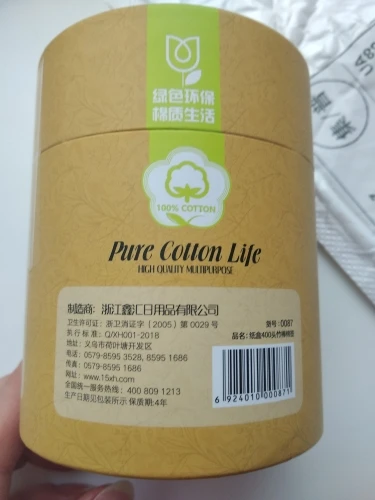 绿色环保
棉质生活
100% COTTON
Pure Cotton Life
HIGH QUALITY MULTIPURPOSE
制造商：浙江鑫汇日用品有限公司
卫生许可证：浙卫消证字（2005）第 0029 号
货号：0087
执行标准：Q/XH001-2018
品名：纸盒400头竹棒棉签
地址：义乌市荷叶塘开发区
电话：0579-8595 3528, 8595 1686
传真：0579-8595 1686
网址：www.15xh.com
全国统一服务热线：400 809 1213
生产日期见包装所示 保质期:4年
6 924010 000871